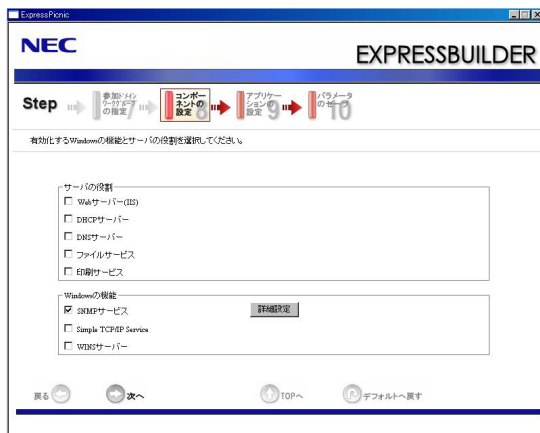 ExpressPicnic
NEC
EXPRESSBUILDER
Step
参加ドメイン
ワークグループ
の指定 7
コンポー
ネントの
設定 8
アプリケー
ションの
設定 9
パラメータ
のセーブ 10
有効化するWindowsの機能とサーバの役割を選択してください。
サーバの役割
Webサーバー(IIS)
DHCPサーバー
DNSサーバー
ファイルサービス
印刷サービス
Windowsの機能
SNMPサービス 詳細設定
Simple TCP/IP Service
WINSサーバー
戻る 次へ TOPへ デフォルトへ戻す